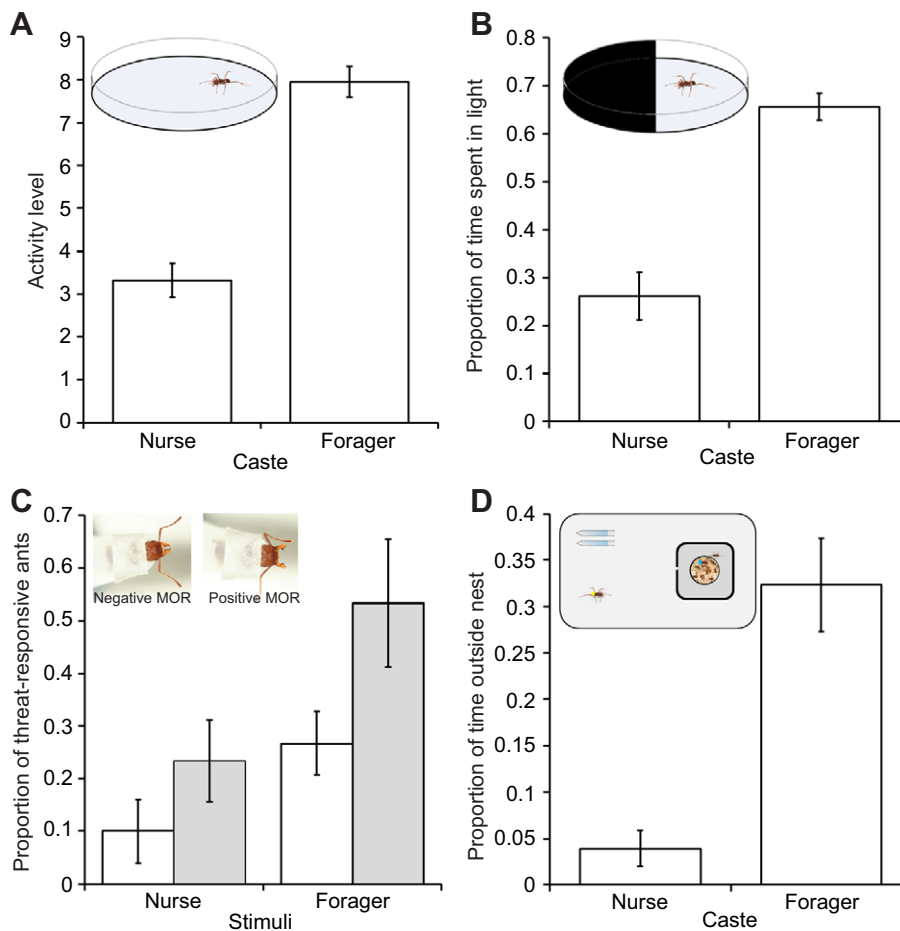 A
9
8
7
6
5
4
3
2
1
0
Activity level
Nurse
Forager
Caste
B
0.8
0.7
0.6
0.5
0.4
0.3
0.2
0.1
0
Proportion of time spent in light
Nurse
Forager
Caste
C
0.7
0.6
0.5
0.4
0.3
0.2
0.1
0
Proportion of threat-responsive ants
Negative MOR
Positive MOR
Nurse
Forager
Stimuli
D
0.4
0.35
0.3
0.25
0.2
0.15
0.1
0.05
0
Proportion of time outside nest
Nurse
Forager
Caste